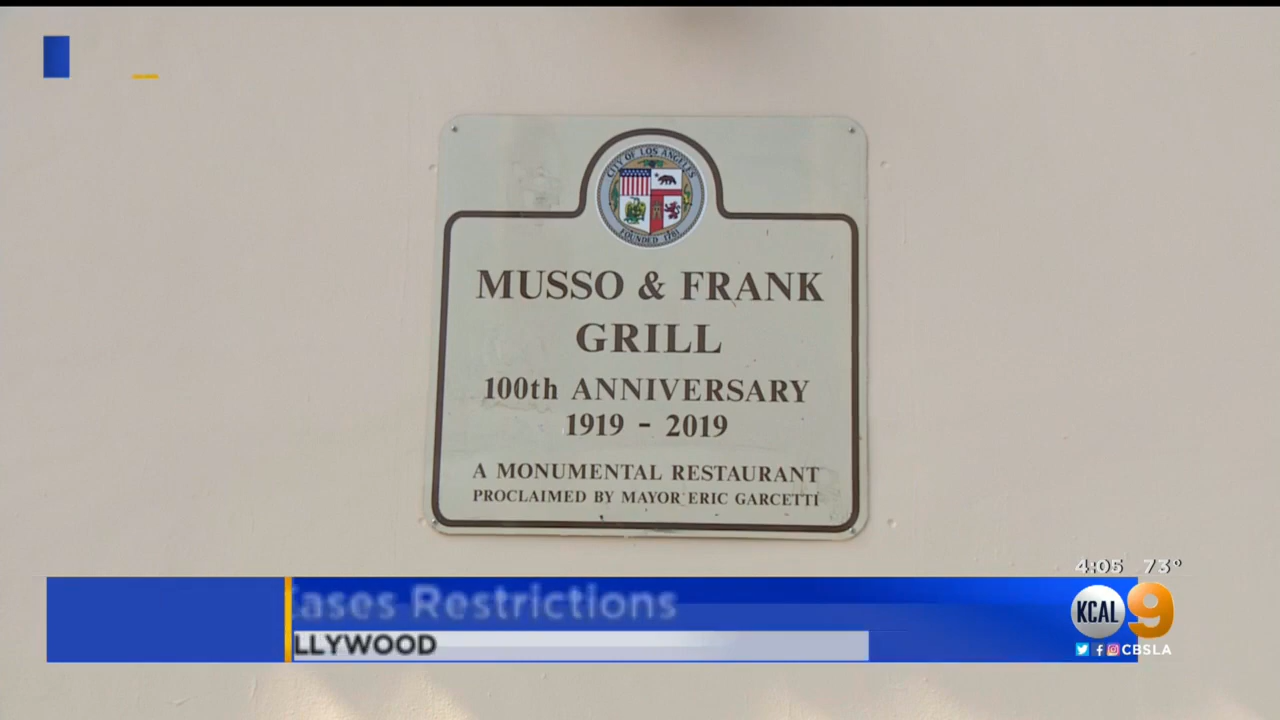 CITY OF LOS ANGELES
FOUNDED 1781
MUSSO & FRANK
GRILL
100th ANNIVERSARY
1919 - 2019
A MONUMENTAL RESTAURANT
PROCLAIMED BY MAYOR ERIC GARCETTI
4:05 73°
Eases Restrictions
LLYWOOD
KCAL 9
CBSLA